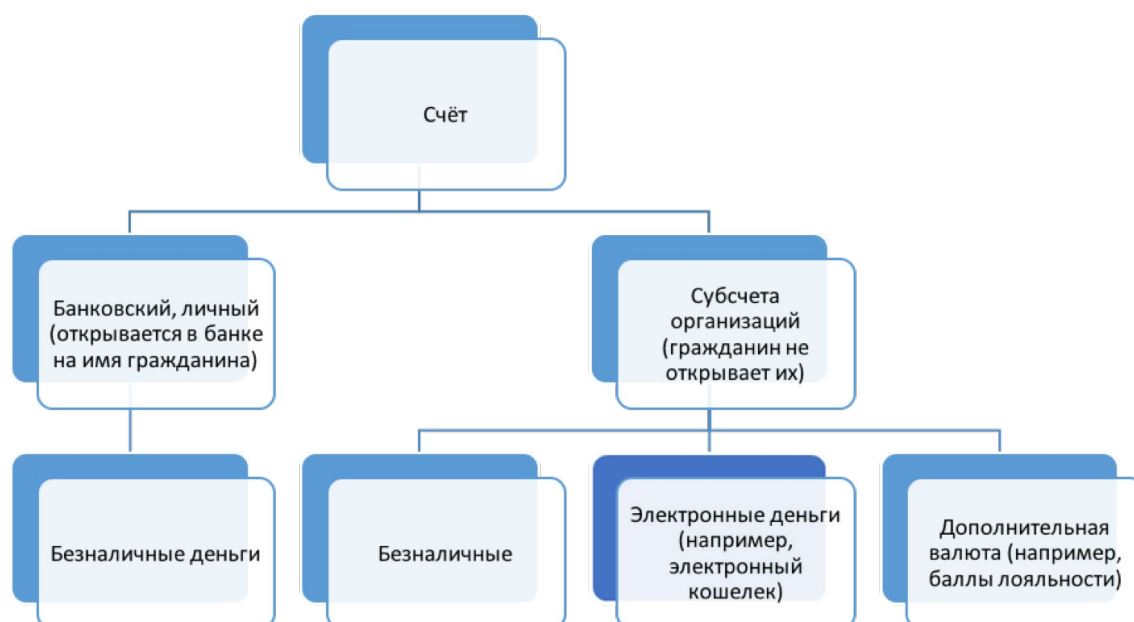 Счёт
Банковский, личный
(открывается в банке
на имя гражданина)
Субсчета
организаций
(гражданин не
открывает их)
Безналичные деньги
Безналичные
Электронные деньги
(например,
электронный
кошелек)
Дополнительная
валюта (например,
баллы лояльности)